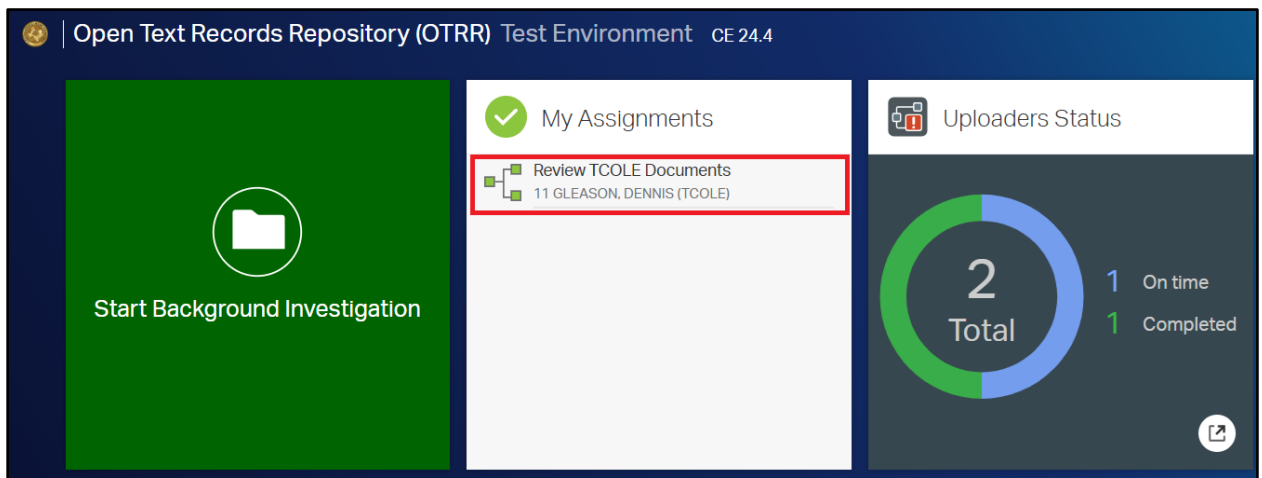 Open Text Records Repository (OTRR) Test Environment CE 24.4
Start Background Investigation
My Assignments
Review TCOLE Documents
11 GLEASON, DENNIS (TCOLE)
Uploaders Status
2
Total
1 On time
1 Completed